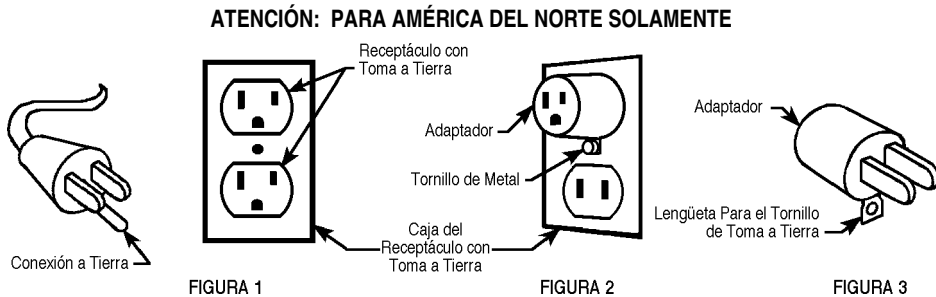 ATENCIÓN: PARA AMÉRICA DEL NORTE SOLAMENTE
Receptáculo con
Toma a Tierra
Adaptador
Tornillo de Metal
Caja del
Receptáculo con
Toma a Tierra
Conexión a Tierra
Adaptador
Lengüeta Para el Tornillo
de Toma a Tierra
FIGURA 1
FIGURA 2
FIGURA 3